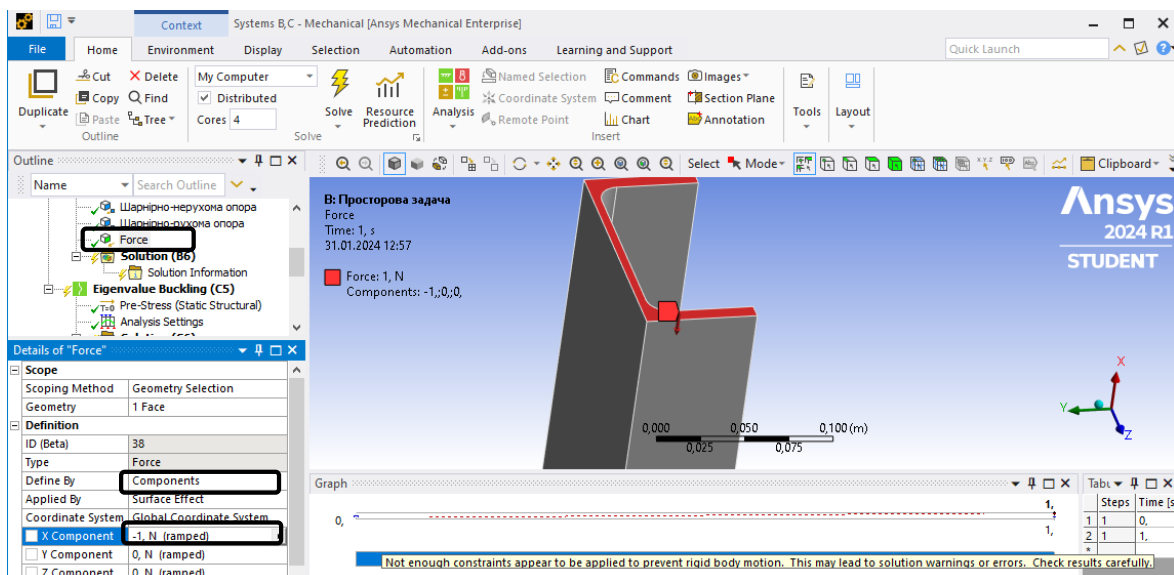 Context
Systems B,C - Mechanical [Ansys Mechanical Enterprise]
File Home Environment Display Selection Automation Add-ons Learning and Support
Quick Launch
Duplicate
Cut
Copy
Paste
Delete
Find
Tree
Outline
My Computer
Distributed
Cores 4
Solve
Resource Prediction
Solve
Analysis
Named Selection
Coordinate System
Remote Point
Commands
Comment
Chart
Images
Section Plane
Annotation
Insert
Tools
Layout
Outline
Name
Search Outline
Select
Mode
Clipboard
Шарнірно-нерухома опора
Шарнірно-рухома опора
Force
Solution (B6)
Solution Information
Eigenvalue Buckling (C5)
Pre-Stress (Static Structural)
Analysis Settings
B: Просторова задача
Force
Time: 1, s
31.01.2024 12:57
Force: 1, N
Components: -1,;0,;0,
Ansys
2024 R1
STUDENT
X
Y
Z
0,000
0,050
0,100 (m)
0,025
0,075
Details of "Force"
Scope
Scoping Method Geometry Selection
Geometry 1 Face
Definition
ID (Beta) 38
Type Force
Define By Components
Applied By Surface Effect
Coordinate System Global Coordinate System
X Component -1, N (ramped)
Y Component 0, N (ramped)
Z Component 0, N (ramped)
Graph
1,
0,
1,
Steps Time [s
1 1 0,
2 1 1,
*
Not enough constraints appear to be applied to prevent rigid body motion. This may lead to solution warnings or errors. Check results carefully.